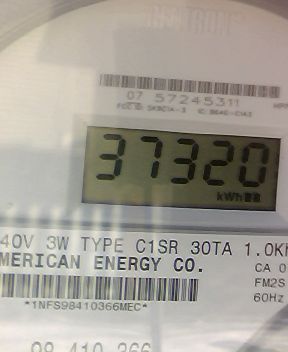 07 57245311
37320
kWh
40V 3W TYPE C1SR 30TA 1.0K
MERICAN ENERGY CO.
CA 0
FM2S
60Hz
*1NFS98410366MEC*
98 410 366